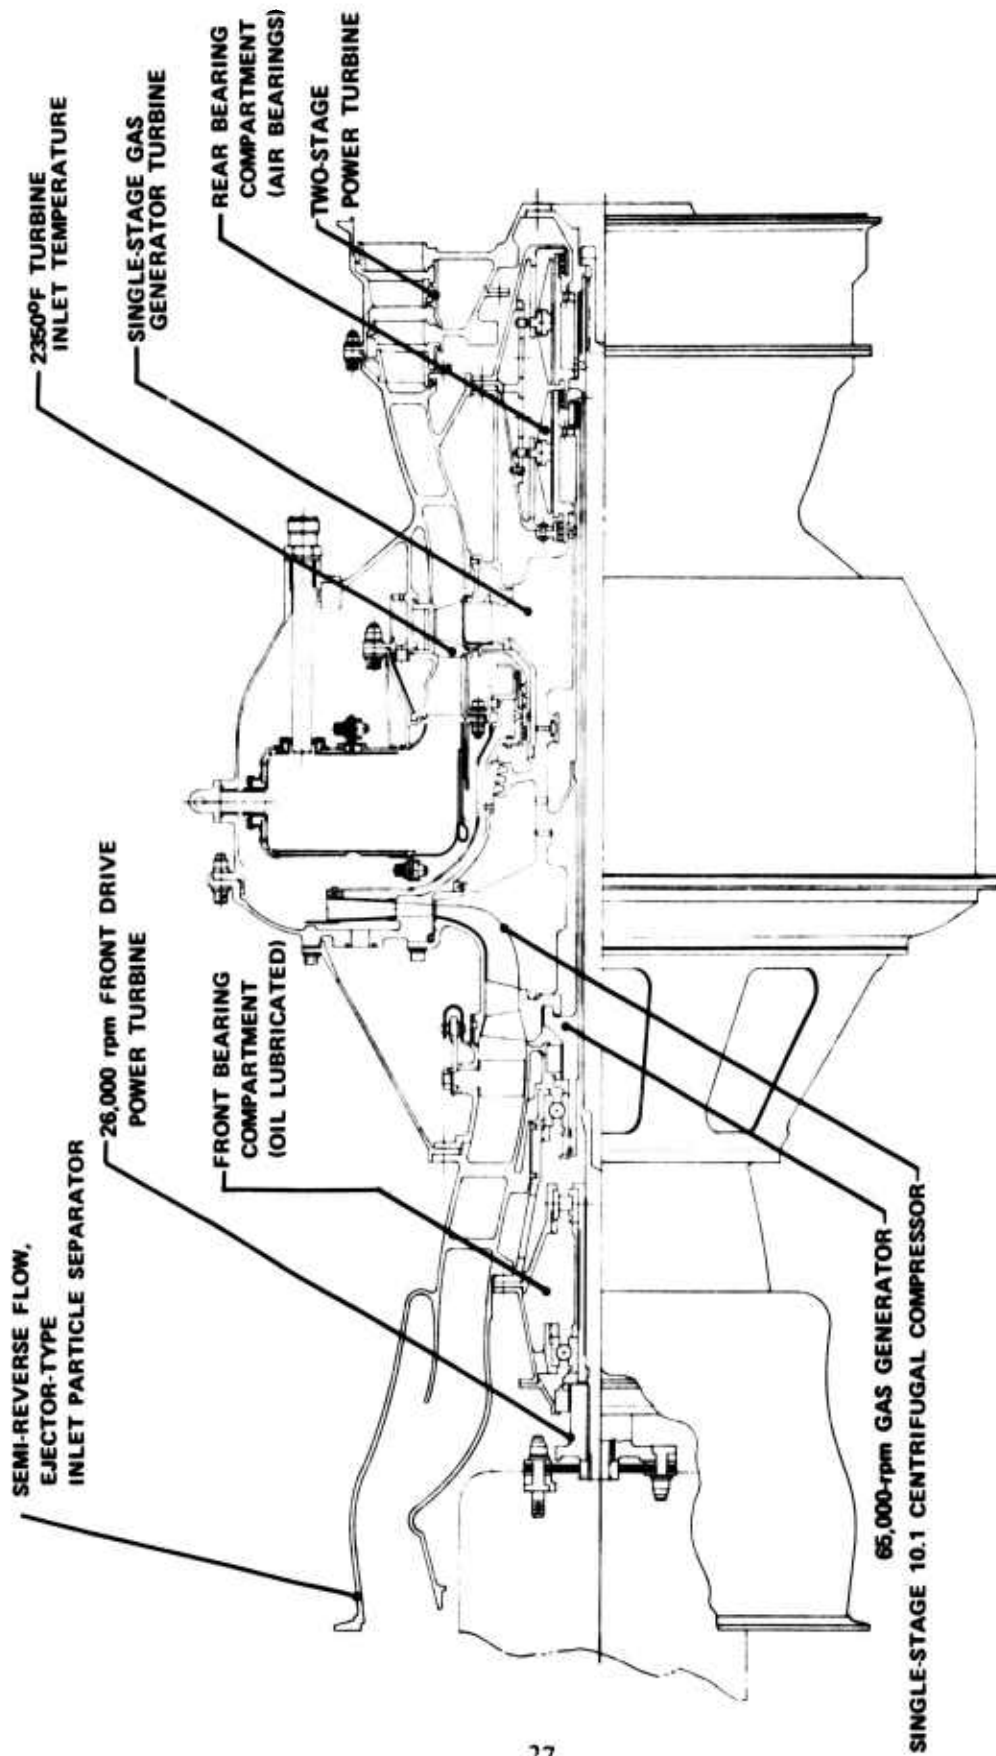 SEMI-REVERSE FLOW,
EJECTOR-TYPE
INLET PARTICLE SEPARATOR
26,000 rpm FRONT DRIVE
POWER TURBINE
FRONT BEARING
COMPARTMENT
(OIL LUBRICATED)
2350ºF TURBINE
INLET TEMPERATURE
SINGLE-STAGE GAS
GENERATOR TURBINE
REAR BEARING
COMPARTMENT
(AIR BEARINGS)
TWO-STAGE
POWER TURBINE
65,000-rpm GAS GENERATOR
SINGLE-STAGE 10.1 CENTRIFUGAL COMPRESSOR
27